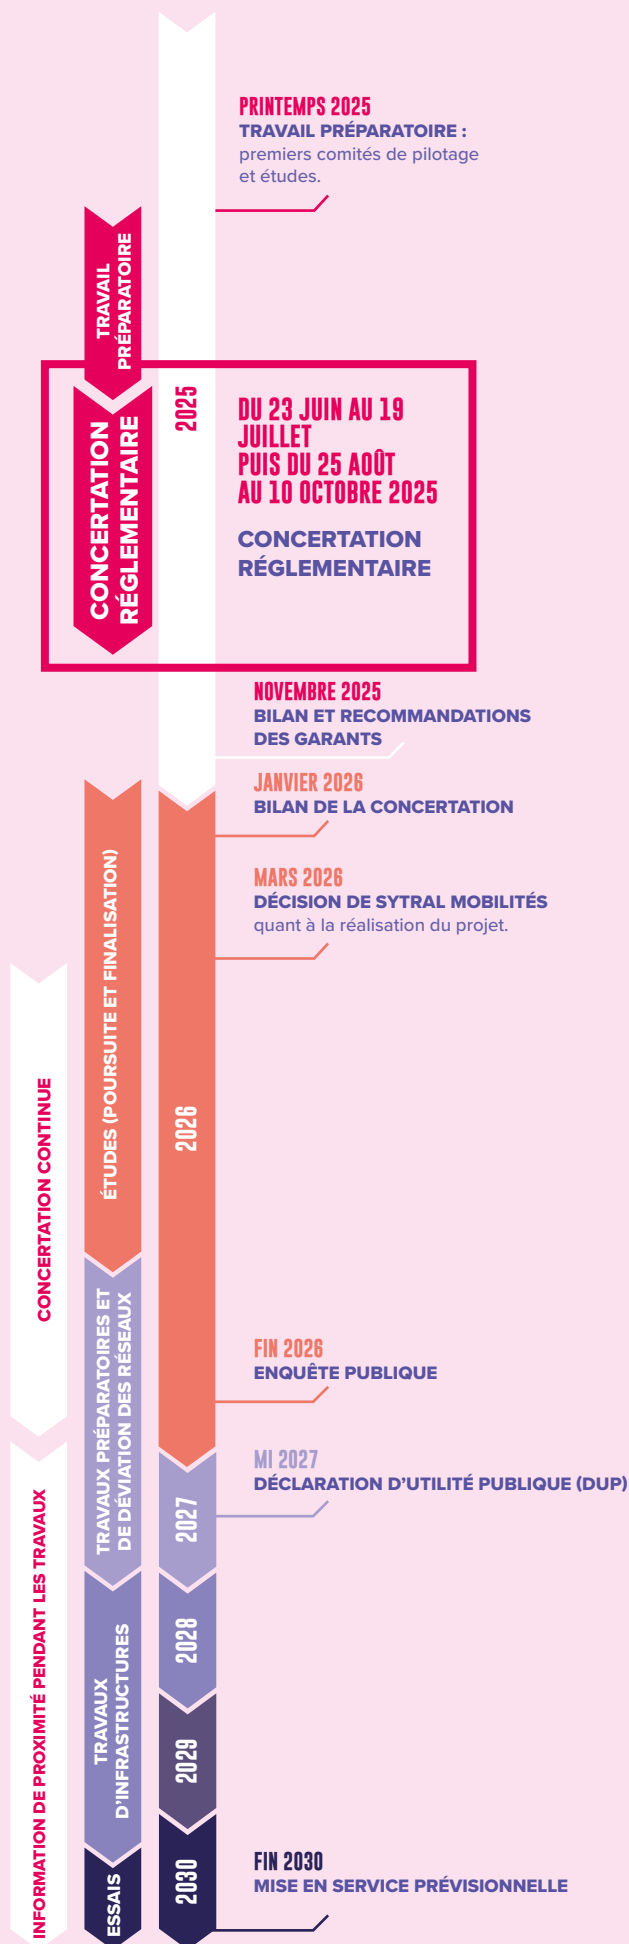 PRINTEMPS 2025
TRAVAIL PRÉPARATOIRE :
premiers comités de pilotage
et études.
TRAVAIL
PRÉPARATOIRE
2025
CONCERTATION
RÉGLEMENTAIRE
DU 23 JUIN AU 19
JUILLET
PUIS DU 25 AOÛT
AU 10 OCTOBRE 2025
CONCERTATION
RÉGLEMENTAIRE
NOVEMBRE 2025
BILAN ET RECOMMANDATIONS
DES GARANTS
JANVIER 2026
BILAN DE LA CONCERTATION
MARS 2026
DÉCISION DE SYTRAL MOBILITÉS
quant à la réalisation du projet.
ÉTUDES (POURSUITE ET FINALISATION)
2026
CONCERTATION CONTINUE
FIN 2026
ENQUÊTE PUBLIQUE
TRAVAUX PRÉPARATOIRES ET
DE DÉVIATION DES RÉSEAUX
MI 2027
DÉCLARATION D'UTILITÉ PUBLIQUE (DUP)
2027
INFORMATION DE PROXIMITÉ PENDANT LES TRAVAUX
TRAVAUX
D'INFRASTRUCTURES
2028
2029
ESSAIS
2030
FIN 2030
MISE EN SERVICE PRÉVISIONNELLE